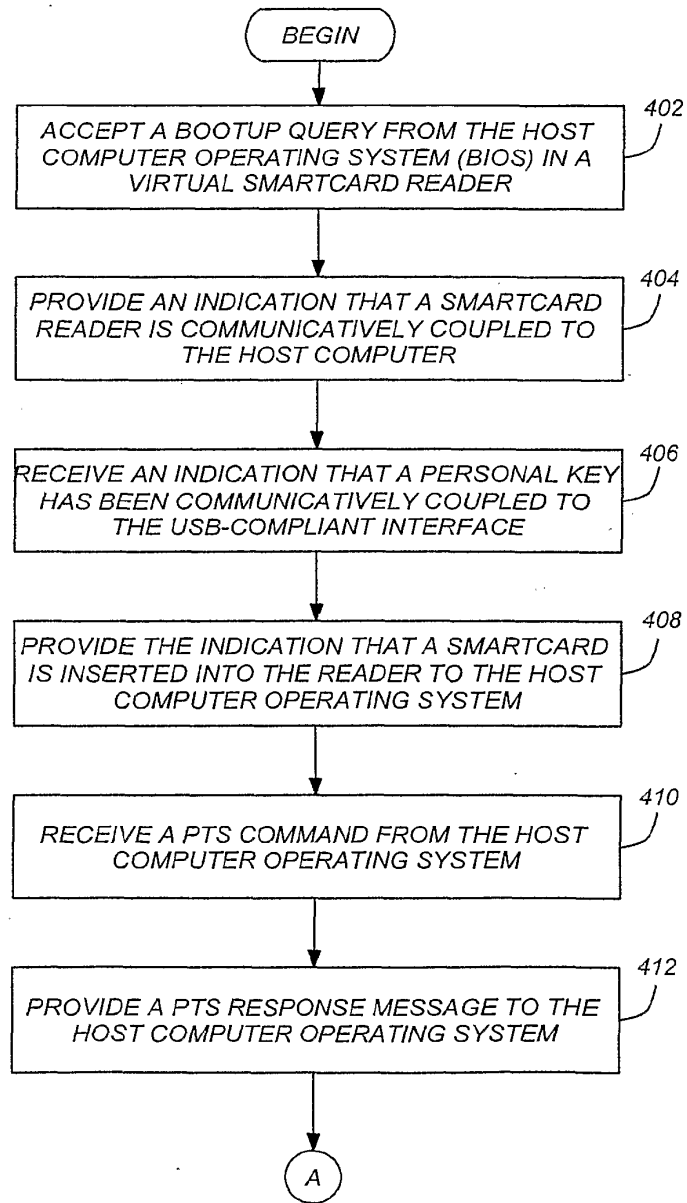 BEGIN
402
ACCEPT A BOOTUP QUERY FROM THE HOST
COMPUTER OPERATING SYSTEM (BIOS) IN A
VIRTUAL SMARTCARD READER
404
PROVIDE AN INDICATION THAT A SMARTCARD
READER IS COMMUNICATIVELY COUPLED TO
THE HOST COMPUTER
406
RECEIVE AN INDICATION THAT A PERSONAL KEY
HAS BEEN COMMUNICATIVELY COUPLED TO
THE USB-COMPLIANT INTERFACE
408
PROVIDE THE INDICATION THAT A SMARTCARD
IS INSERTED INTO THE READER TO THE HOST
COMPUTER OPERATING SYSTEM
410
RECEIVE A PTS COMMAND FROM THE HOST
COMPUTER OPERATING SYSTEM
412
PROVIDE A PTS RESPONSE MESSAGE TO THE
HOST COMPUTER OPERATING SYSTEM
A